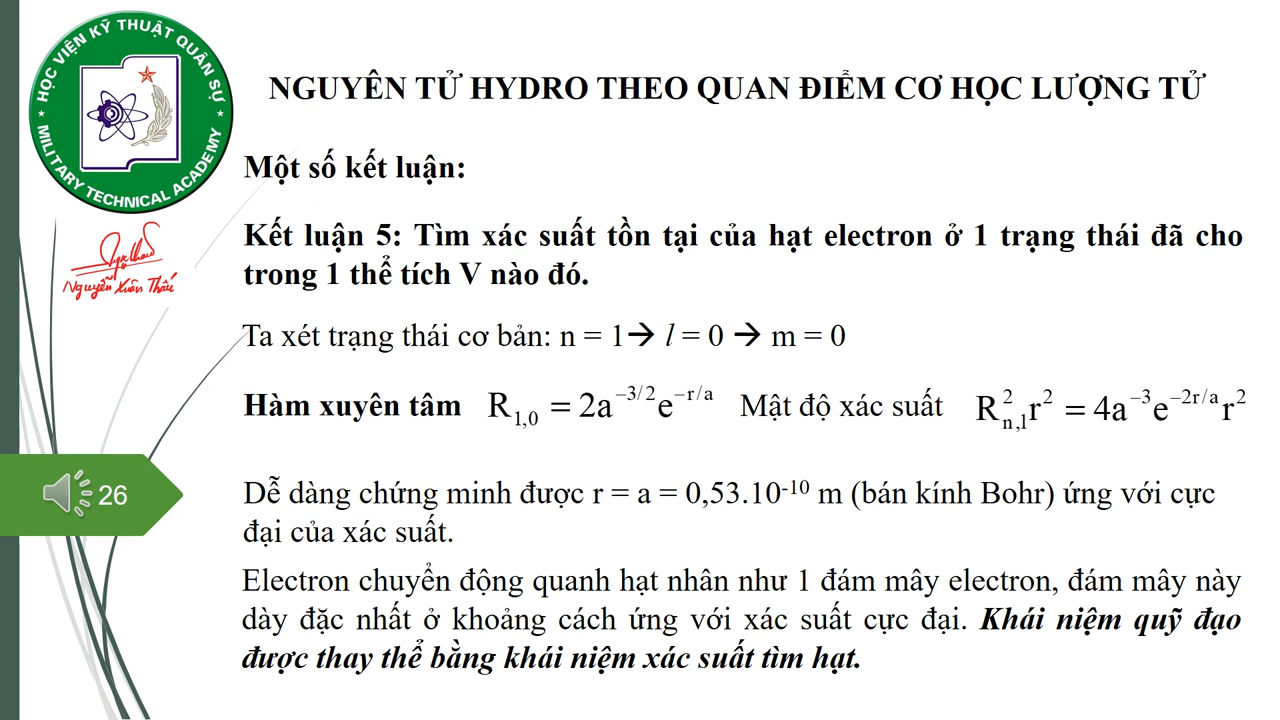 HỌC VIỆN KỸ THUẬT QUÂN SỰ
MILITARY TECHNICAL ACADEMY
NGUYÊN TỬ HYDRO THEO QUAN ĐIỂM CƠ HỌC LƯỢNG TỬ
Một số kết luận:
Kết luận 5: Tìm xác suất tồn tại của hạt electron ở 1 trạng thái đã cho
trong 1 thể tích V nào đó.
Nguyễn Xuân Thấu
Ta xét trạng thái cơ bản: n = 1→ l = 0 → m = 0
Hàm xuyên tâm R₁,₀ = 2a^(−3/2) e^(−r/a) Mật độ xác suất R²ₙ,ₗ r² = 4a^(−3) e^(−2r/a) r²
26
Dễ dàng chứng minh được r = a = 0,53.10⁻¹⁰ m (bán kính Bohr) ứng với cực
đại của xác suất.
Electron chuyển động quanh hạt nhân như 1 đám mây electron, đám mây này
dày đặc nhất ở khoảng cách ứng với xác suất cực đại. Khái niệm quỹ đạo
được thay thế bằng khái niệm xác suất tìm hạt.